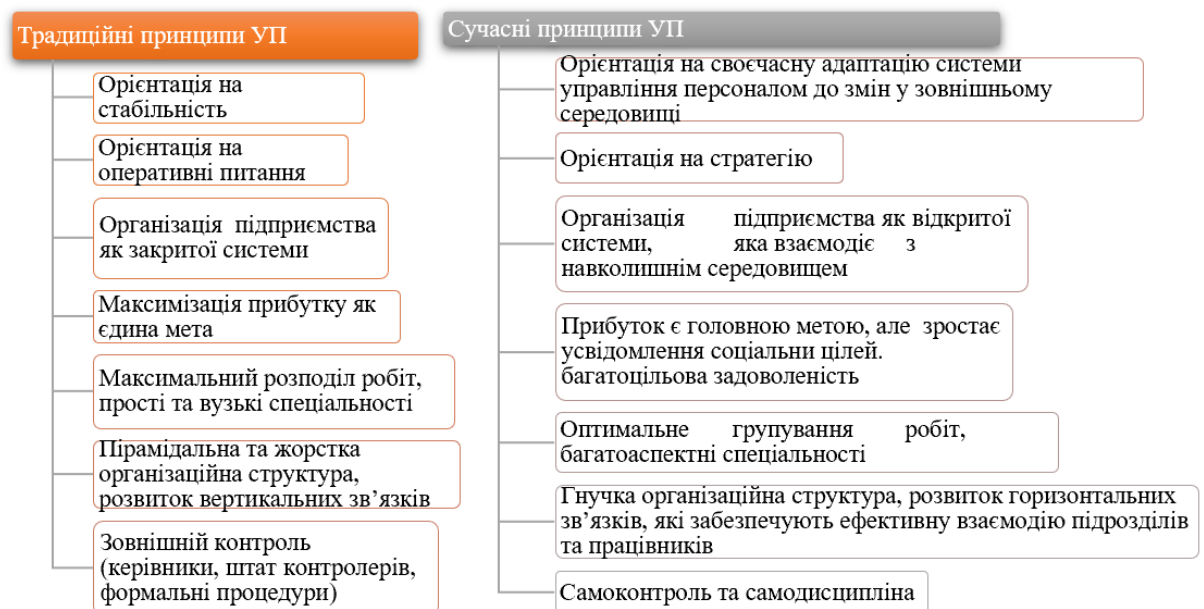 Традиційні принципи УП
Орієнтація на
стабільність
Орієнтація на
оперативні питання
Організація підприємства
як закритої системи
Максимізація прибутку як
єдина мета
Максимальний розподіл робіт,
прості та вузькі спеціальності
Пірамідальна та жорстка
організаційна структура,
розвиток вертикальних зв’язків
Зовнішній контроль
(керівники, штат контролерів,
формальні процедури)
Сучасні принципи УП
Орієнтація на своєчасну адаптацію системи
управління персоналом до змін у зовнішньому
середовищі
Орієнтація на стратегію
Організація підприємства як відкритої
системи, яка взаємодіє з
навколишнім середовищем
Прибуток є головною метою, але зростає
усвідомлення соціальни цілей.
багатоцільова задоволеність
Оптимальне групування робіт,
багатоаспектні спеціальності
Гнучка організаційна структура, розвиток горизонтальних
зв’язків, які забезпечують ефективну взаємодію підрозділів
та працівників
Самоконтроль та самодисципліна